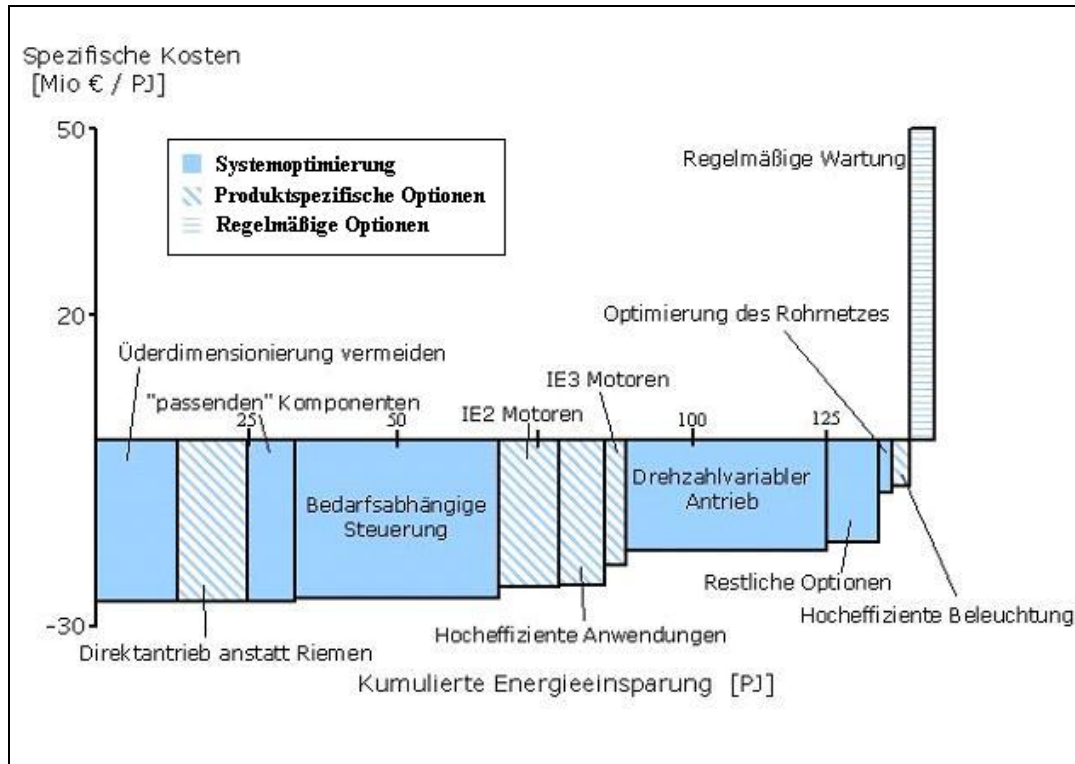 Spezifische Kosten
[Mio € / PJ]
50
20
-30
Systemoptimierung
Produktspezifische Optionen
Regelmäßige Optionen
Regelmäßige Wartung
Optimierung des Rohrnetzes
Üderdimensionierung vermeiden
IE3 Motoren
"passenden" Komponenten
IE2 Motoren
25
50
100
125
Bedarfsabhängige
Steuerung
Drehzahlvariabler
Antrieb
Restliche Optionen
Hocheffiziente Beleuchtung
Hocheffiziente Anwendungen
Direktantrieb anstatt Riemen
Kumulierte Energieeinsparung [PJ]